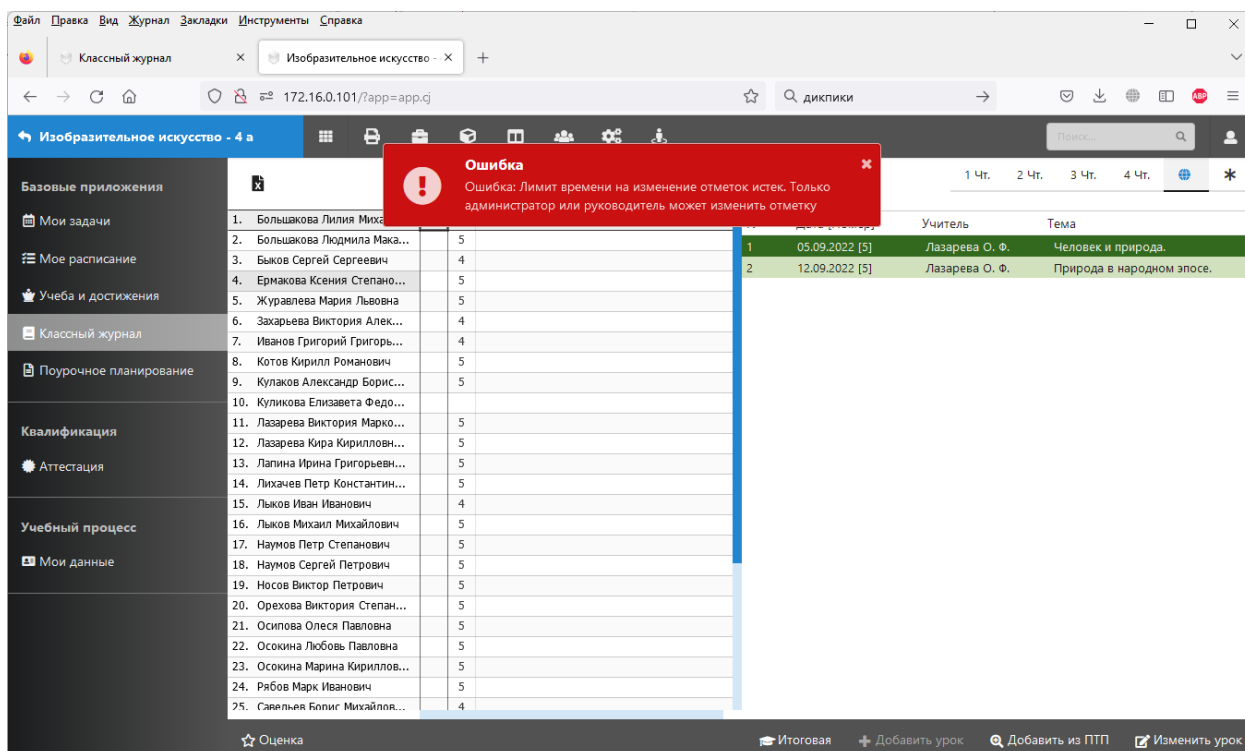 Файл Правка Вид Журнал Закладки Инструменты Справка
Классный журнал
Изобразительное искусство -
172.16.0.101/?app=app.cj
дикпики
ABP
Изобразительное искусство - 4 а
Поиск...
Ошибка
Ошибка: Лимит времени на изменение отметок истек. Только
администратор или руководитель может изменить отметку
1 Чт. 2 Чт. 3 Чт. 4 Чт.
Базовые приложения
Мои задачи
Мое расписание
Учеба и достижения
Классный журнал
Поурочное планирование
Квалификация
Аттестация
Учебный процесс
Мои данные
1. Большакова Лилия Миха
2. Большакова Людмила Мака... 5
3. Быков Сергей Сергеевич 4
4. Ермакова Ксения Степано... 5
5. Журавлева Мария Львовна 5
6. Захарьева Виктория Алек... 4
7. Иванов Григорий Григорь... 4
8. Котов Кирилл Романович 5
9. Кулаков Александр Борис... 5
10. Куликова Елизавета Федо...
11. Лазарева Виктория Марко... 5
12. Лазарева Кира Кирилловн... 5
13. Лапина Ирина Григорьевн... 5
14. Лихачев Петр Константин... 5
15. Лыков Иван Иванович 4
16. Лыков Михаил Михайлович 5
17. Наумов Петр Степанович 5
18. Наумов Сергей Петрович 5
19. Носов Виктор Петрович 5
20. Орехова Виктория Степан... 5
21. Осипова Олеся Павловна 5
22. Осокина Любовь Павловна 5
23. Осокина Марина Кириллов... 5
24. Рябов Марк Иванович 5
25. Савельев Борис Михайлов... 4
Учитель Тема
1 05.09.2022 [5] Лазарева О. Ф. Человек и природа.
2 12.09.2022 [5] Лазарева О. Ф. Природа в народном эпосе.
Оценка
Итоговая
Добавить урок
Добавить из ПТП
Изменить урок